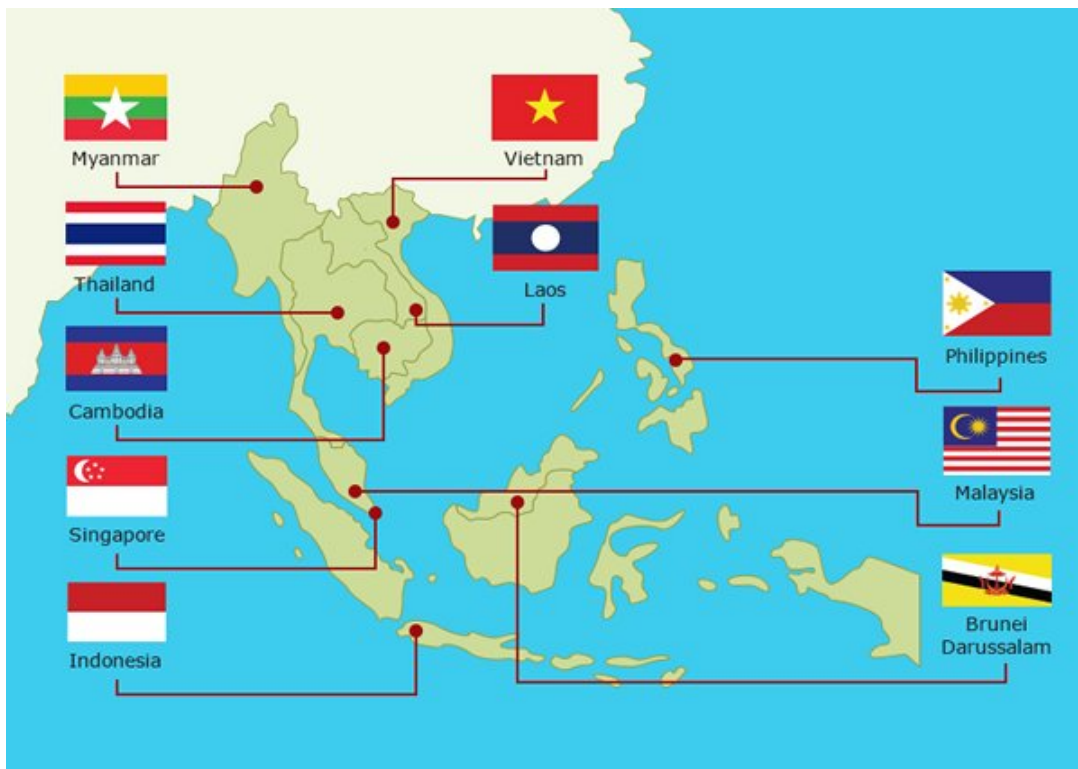 Myanmar
Vietnam
Thailand
Laos
Cambodia
Philippines
Singapore
Malaysia
Indonesia
Brunei
Darussalam